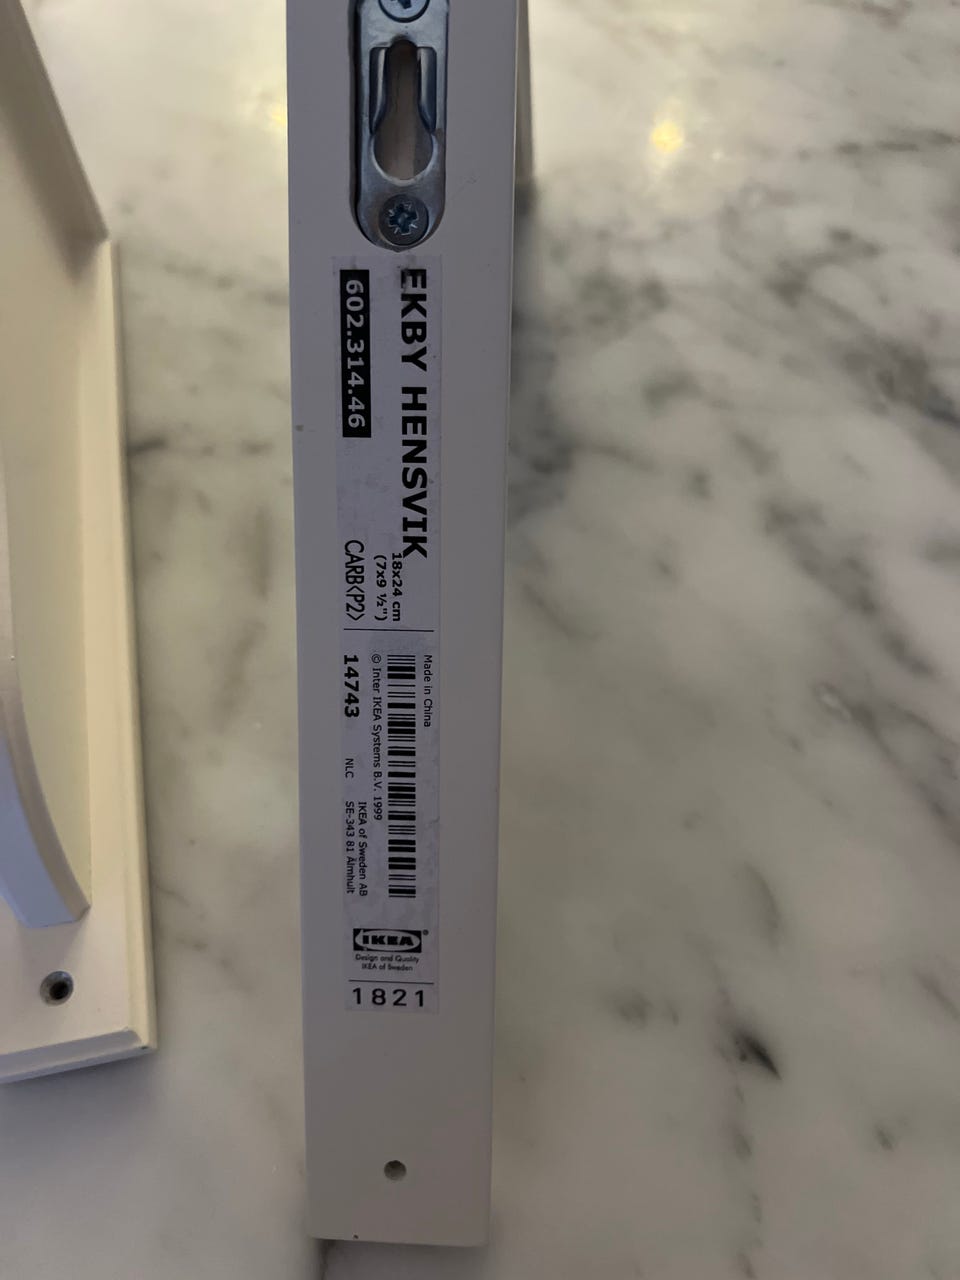 EKBY HENSVIK
18x24 cm
(7x9 ½")
602.314.46
CARB(P2)
Made in China
© Inter IKEA Systems B.V. 1999
14743
NLC
IKEA of Sweden AB
SE-343 81 Älmhult
IKEA®
Design and Quality
IKEA of Sweden
1821